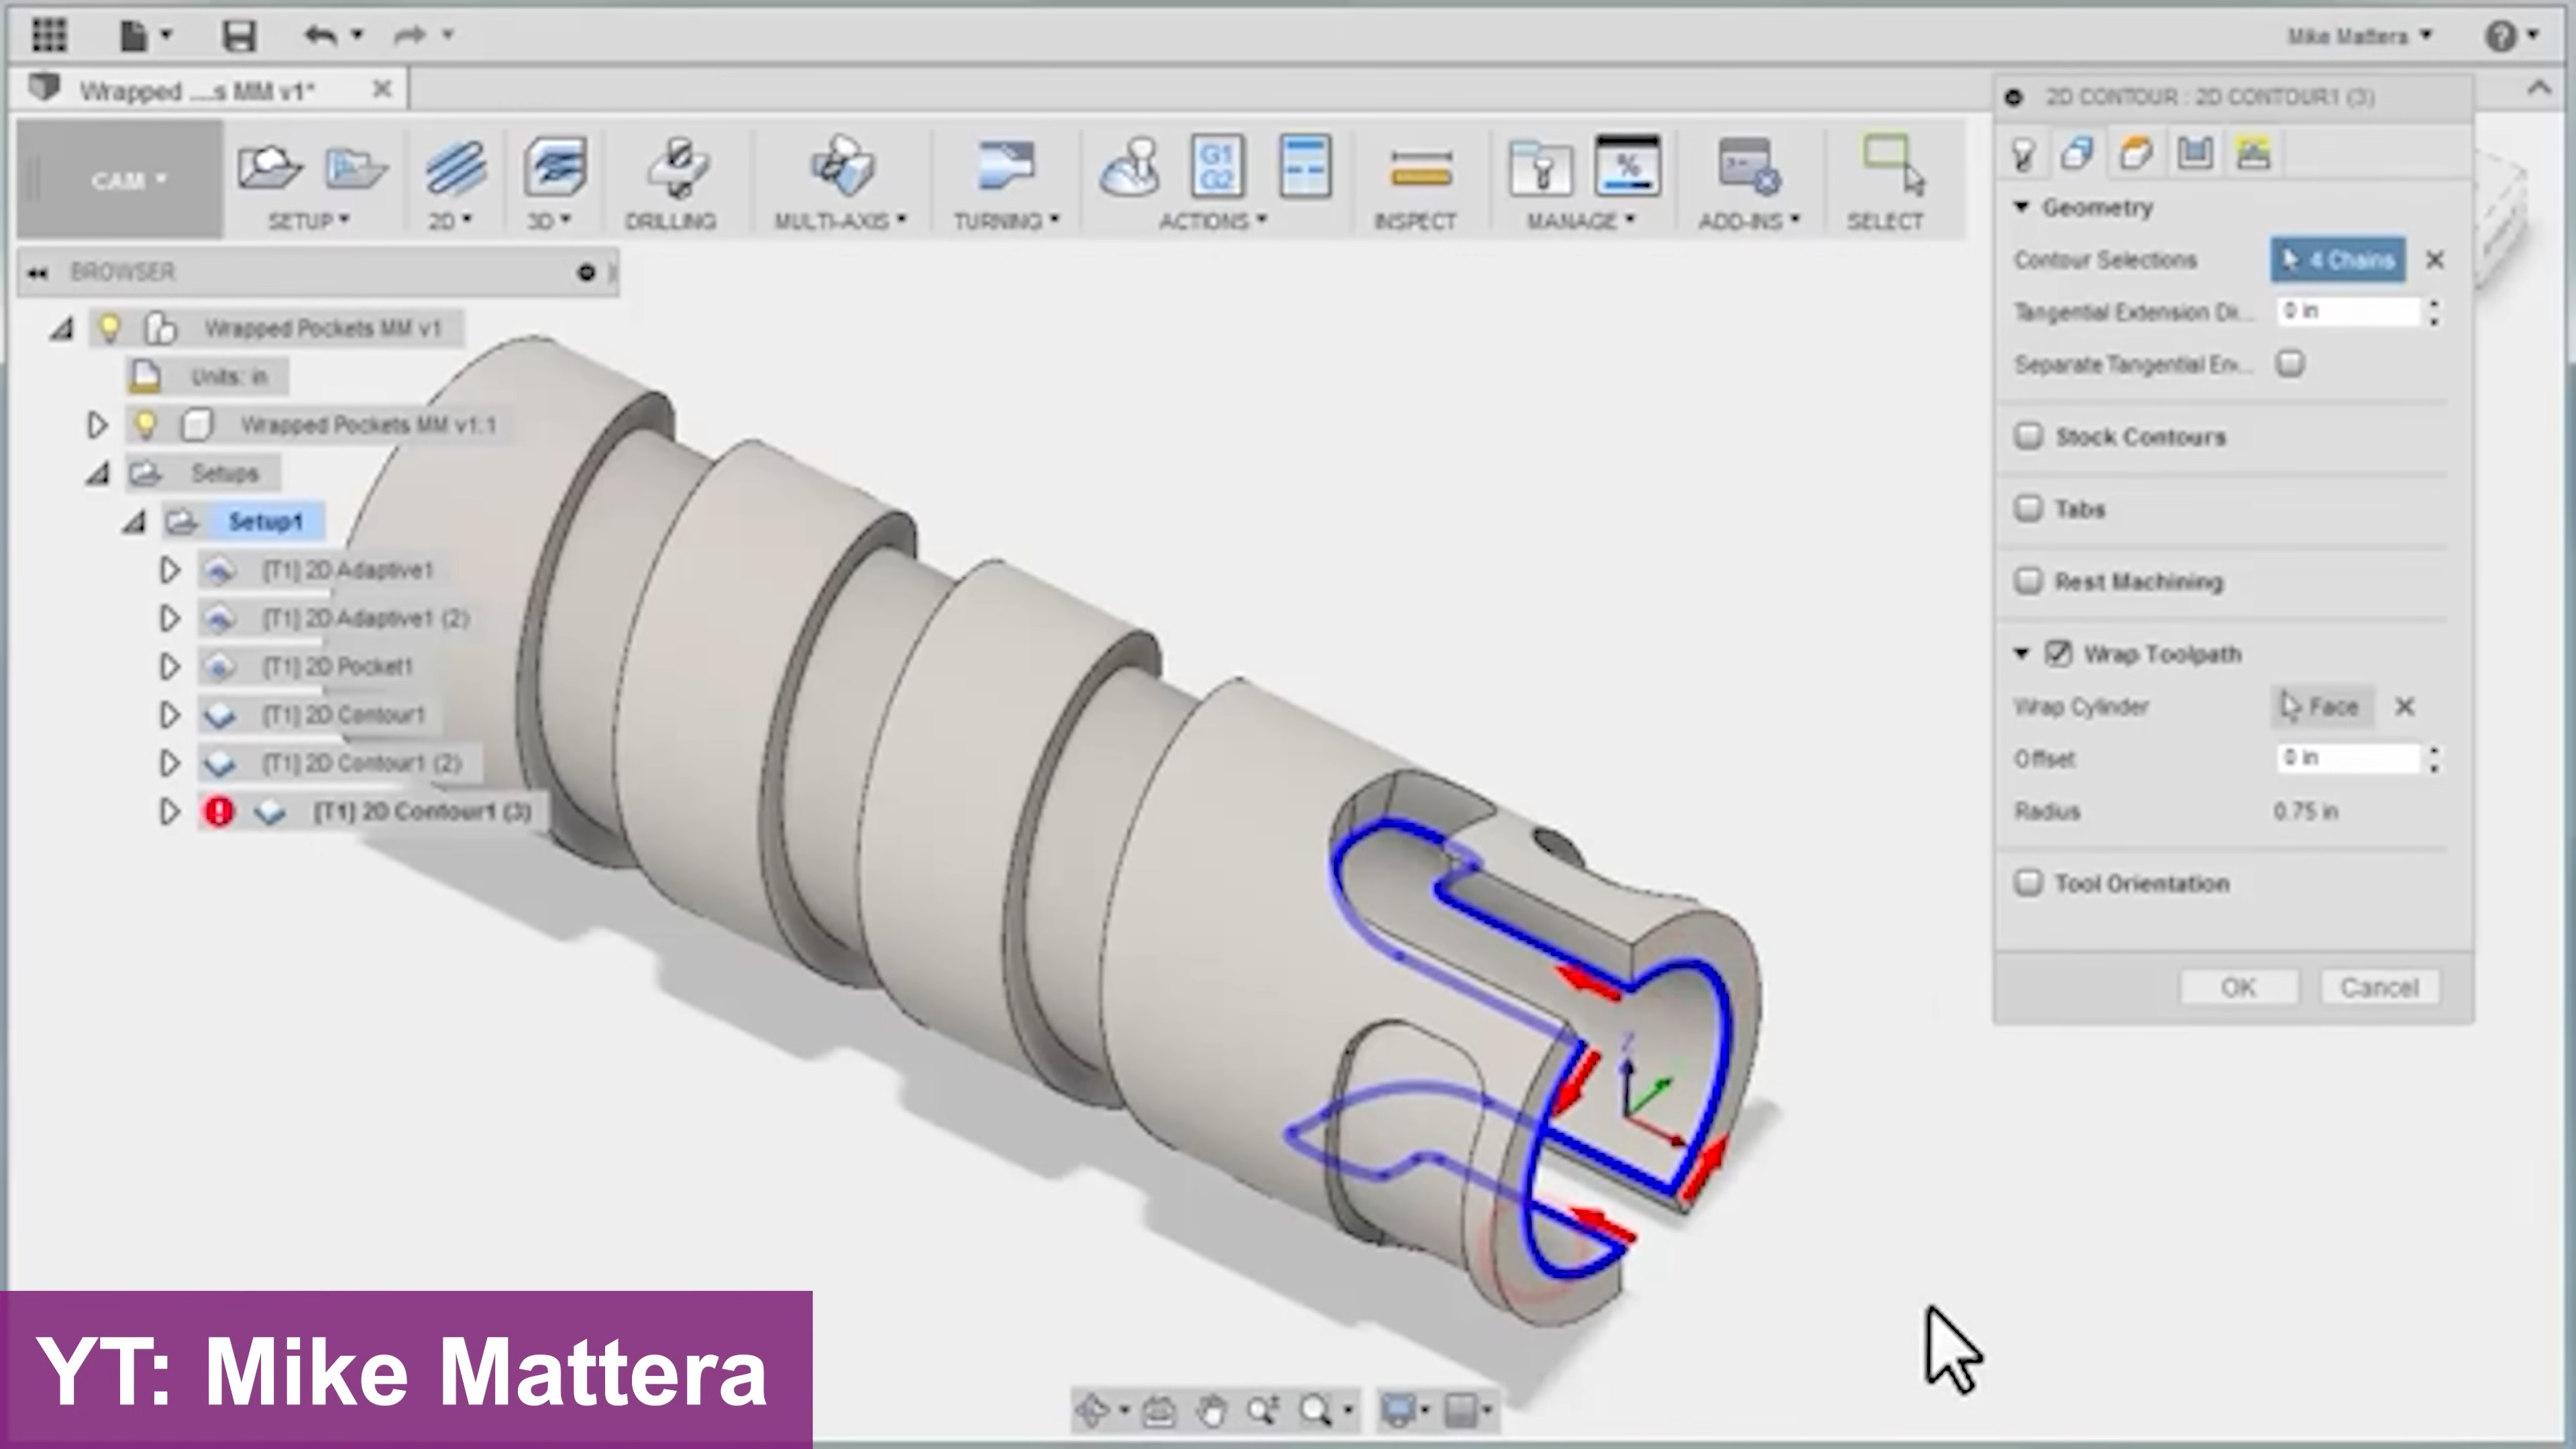 Mike Mattera
Wrapped ....s MM v1*
2D CONTOUR : 2D CONTOUR1 (3)
CAM
SETUP
2D
3D
DRILLING
MULTI-AXIS
TURNING
G1
G2
ACTIONS
INSPECT
%
MANAGE
ADD-INS
SELECT
BROWSER
Wrapped Pockets MM v1
Units: in
Wrapped Pockets MM v1:1
Setups
Setup1
[T1] 2D Adaptive1
[T1] 2D Adaptive1 (2)
[T1] 2D Pocket1
[T1] 2D Contour1
[T1] 2D Contour1 (2)
[T1] 2D Contour1 (3)
Geometry
Contour Selections 4 Chains
Tangential Extension Di... 0 in
Separate Tangential En...
Stock Contours
Tabs
Rest Machining
Wrap Toolpath
Wrap Cylinder Face
Offset 0 in
Radius 0.75 in
Tool Orientation
OK Cancel
Z
YT: Mike Mattera